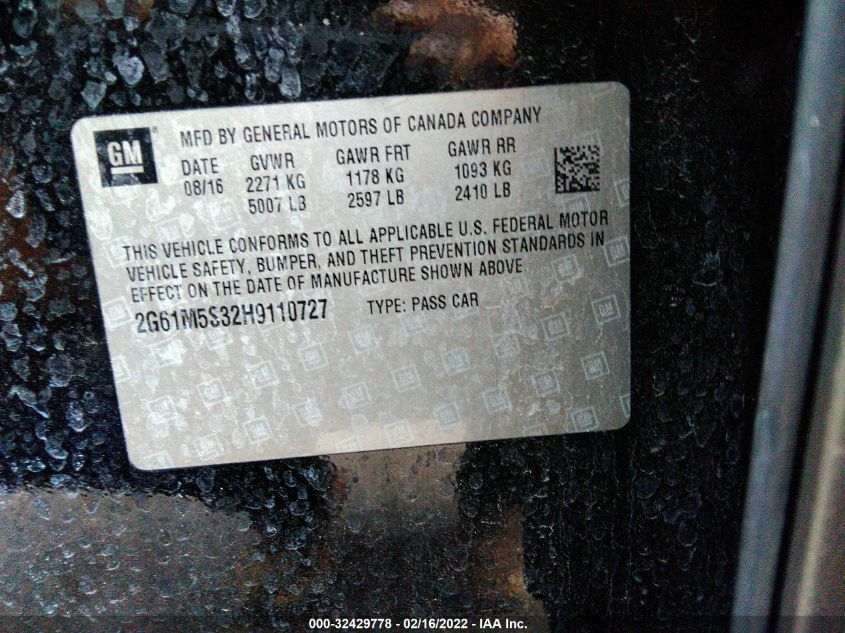 GM
MFD BY GENERAL MOTORS OF CANADA COMPANY
DATE GVWR GAWR FRT GAWR RR
08/16 2271 KG 1178 KG 1093 KG
5007 LB 2597 LB 2410 LB
THIS VEHICLE CONFORMS TO ALL APPLICABLE U.S. FEDERAL MOTOR
VEHICLE SAFETY, BUMPER, AND THEFT PREVENTION STANDARDS IN
EFFECT ON THE DATE OF MANUFACTURE SHOWN ABOVE.
2G61M5S32H9110727 TYPE: PASS CAR
000-32429778 - 02/16/2022 - IAA Inc.